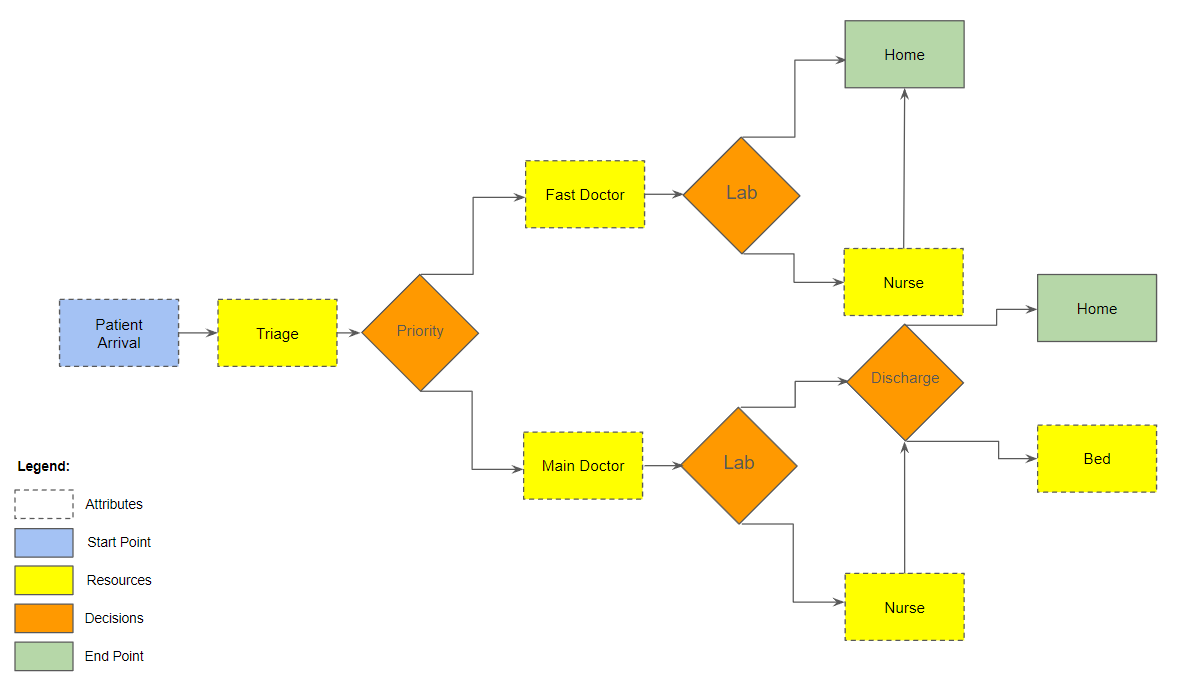 Home
Fast Doctor
Lab
Nurse
Patient
Arrival
Triage
Priority
Home
Discharge
Main Doctor
Lab
Bed
Nurse
Legend:
Attributes
Start Point
Resources
Decisions
End Point